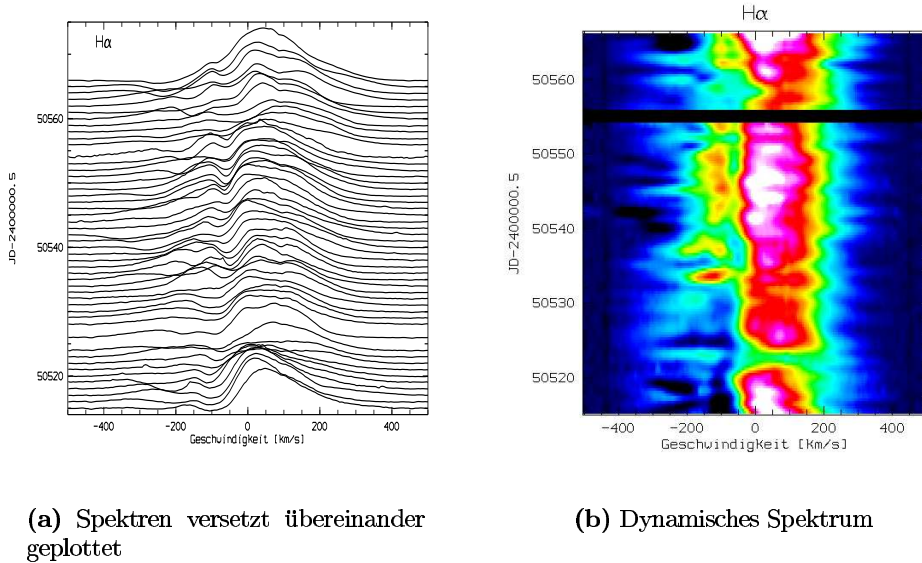 Hα
50560
50540
50520
JD-2400000.5
-400 -200 0 200 400
Geschwindigkeit [km/s]
Hα
50560
50550
50540
50530
50520
JD-2400000.5
-400 -200 0 200 400
Geschwindigkeit [Km/s]
(a) Spektren versetzt übereinander
geplottet
(b) Dynamisches Spektrum